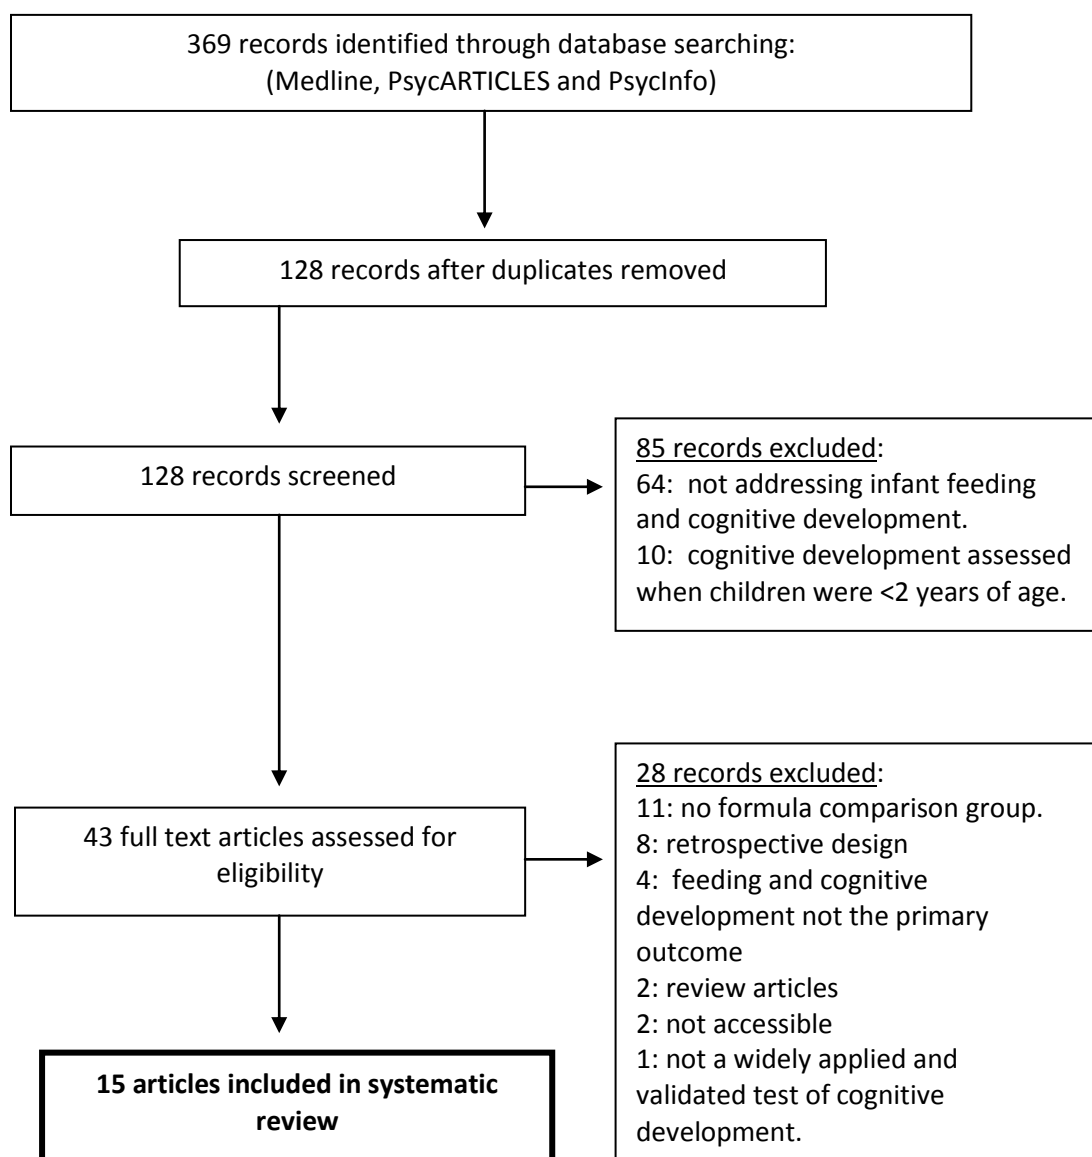 369 records identified through database searching:
(Medline, PsycARTICLES and PsycInfo)
128 records after duplicates removed
128 records screened
85 records excluded:
64:  not addressing infant feeding
and cognitive development.
10:  cognitive development assessed
when children were <2 years of age.
43 full text articles assessed for
eligibility
28 records excluded:
11: no formula comparison group.
8: retrospective design
4:  feeding and cognitive
development not the primary
outcome
2: review articles
2: not accessible
1: not a widely applied and
validated test of cognitive
development.
15 articles included in systematic
review